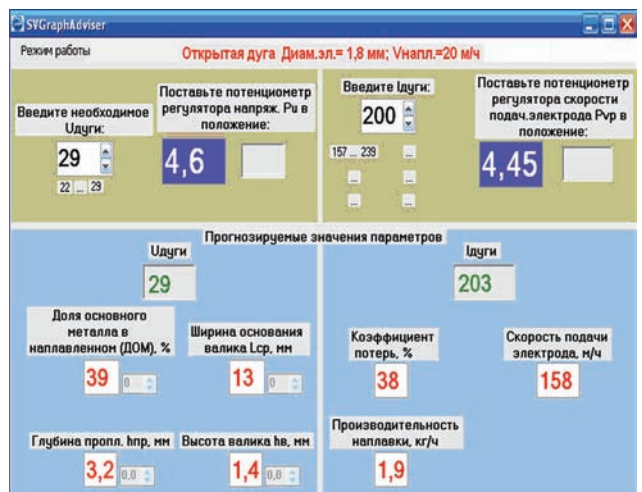 SVGraphAdviser
Режим работы
Открытая дуга Диам.эл.= 1,8 мм; Vнапл.=20 м/ч
Введите необходимое
Uдуги:
29
22 ... 29
Поставьте потенциометр
регулятора напряж. Pu в
положение:
4,6
Введите Iдуги:
200
157 ... 239
...
...
...
...
...
Поставьте потенциометр
регулятора скорости
подач.электрода Pvp в
положение:
4,45
Прогнозируемые значения параметров
Uдуги
29
Iдуги
203
Доля основного
металла в
наплавленном (ДОМ), %
39 0
Ширина основания
валика Lср, мм
13 0
Коэффициент
потерь, %
38
Скорость подачи
электрода, м/ч
158
Глубина пропл. hпр, мм
3,2 0,0
Высота валика hв, мм
1,4 0,0
Производительность
наплавки, кг/ч
1,9